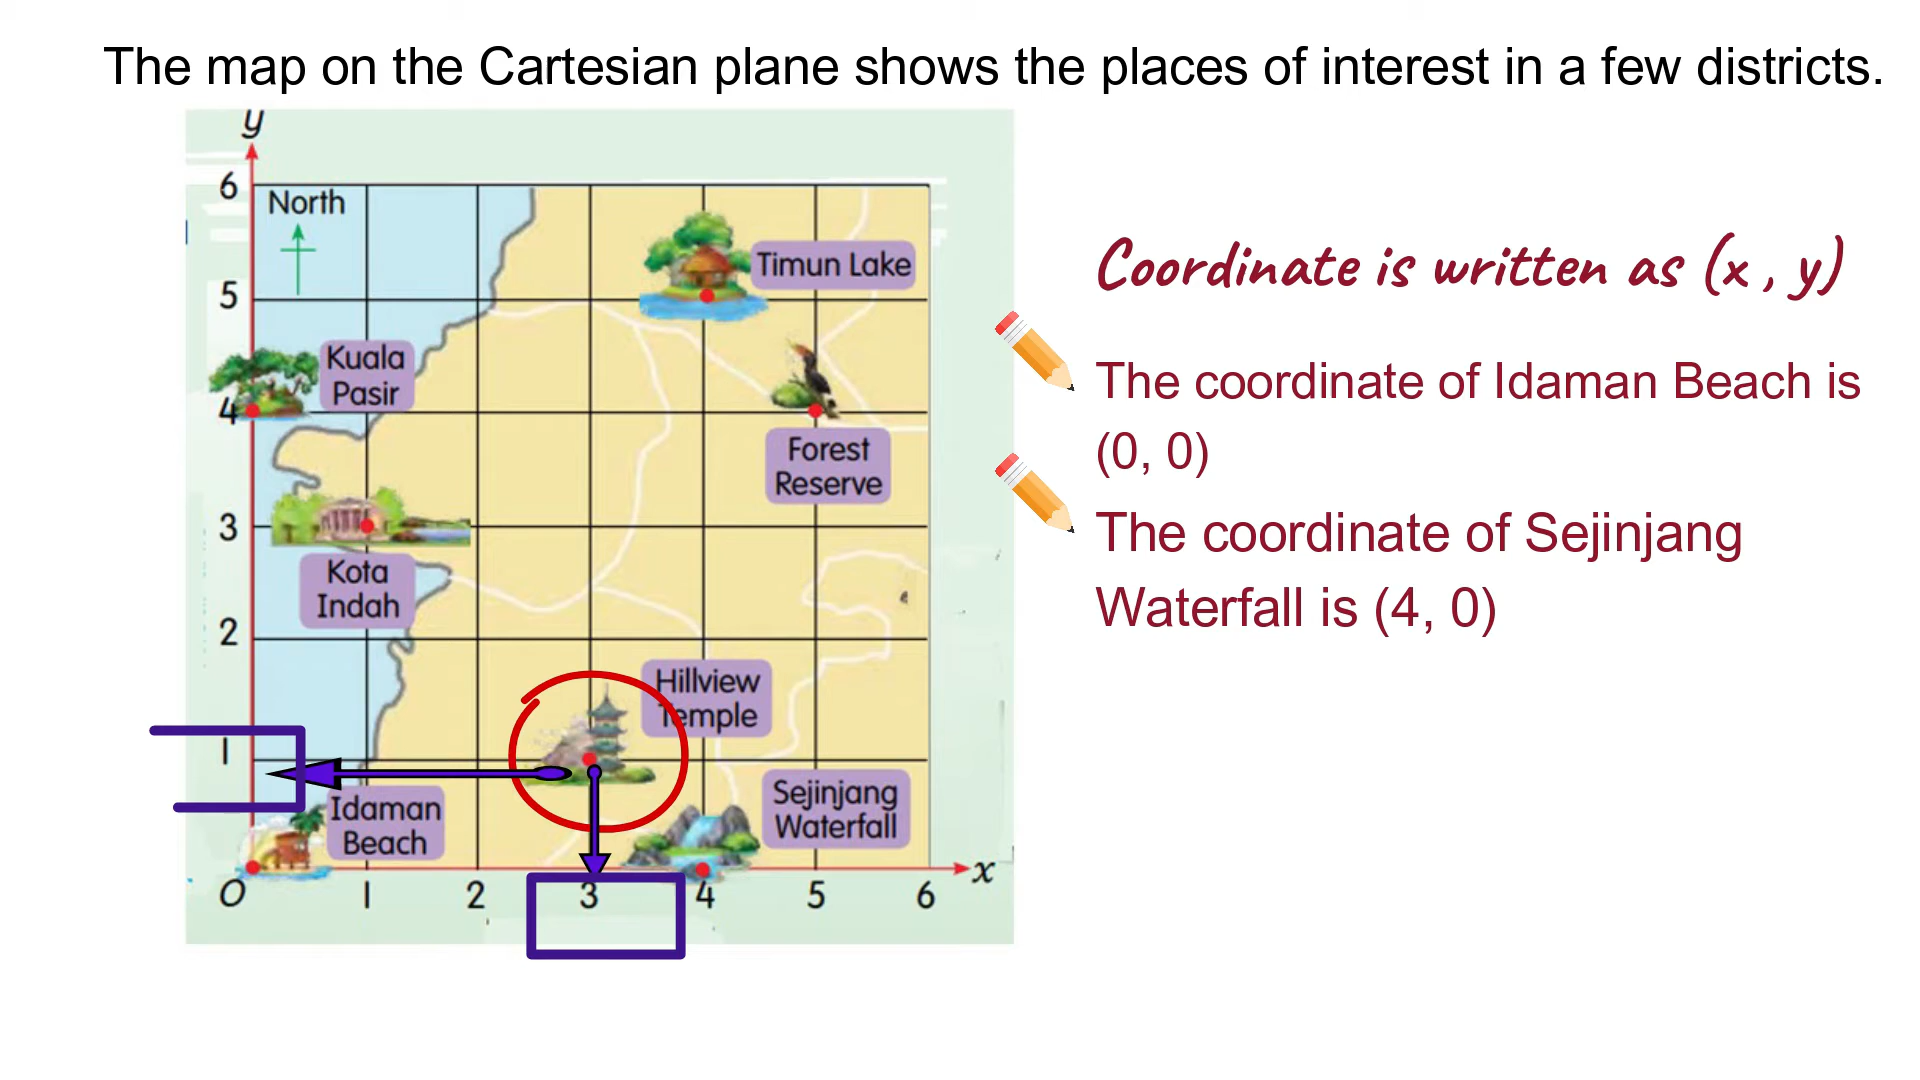 The map on the Cartesian plane shows the places of interest in a few districts.
y
6
North
Timun Lake
5
Kuala
Pasir
4
Forest
Reserve
3
Kota
Indah
2
Hillview
Temple
1
Sejinjang
Waterfall
Idaman
Beach
x
O 1 2 3 4 5 6
Coordinate is written as (x , y)
The coordinate of Idaman Beach is
(0, 0)
The coordinate of Sejinjang
Waterfall is (4, 0)